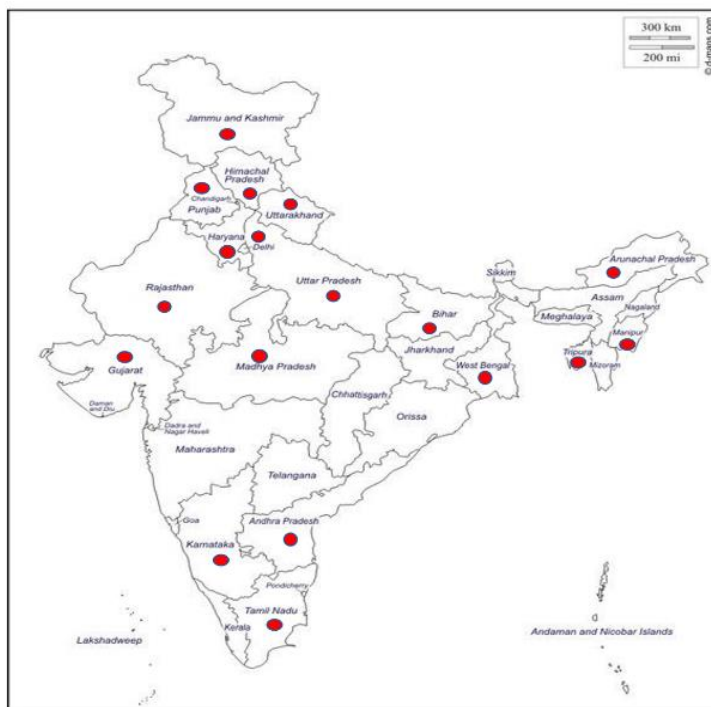 300 km
200 mi
© d-maps.com
Jammu and Kashmir
Himachal
Pradesh
Chandigarh
Punjab
Uttarakhand
Haryana
Delhi
Rajasthan
Uttar Pradesh
Bihar
Sikkim
Arunachal Pradesh
Assam
Nagaland
Meghalaya
Manipur
Tripura
Mizoram
Jharkhand
West Bengal
Gujarat
Madhya Pradesh
Chhattisgarh
Daman
and Diu
Dadra and
Nagar Haveli
Orissa
Maharashtra
Telangana
Goa
Andhra Pradesh
Karnataka
Pondicherry
Tamil Nadu
Kerala
Lakshadweep
Andaman and Nicobar Islands